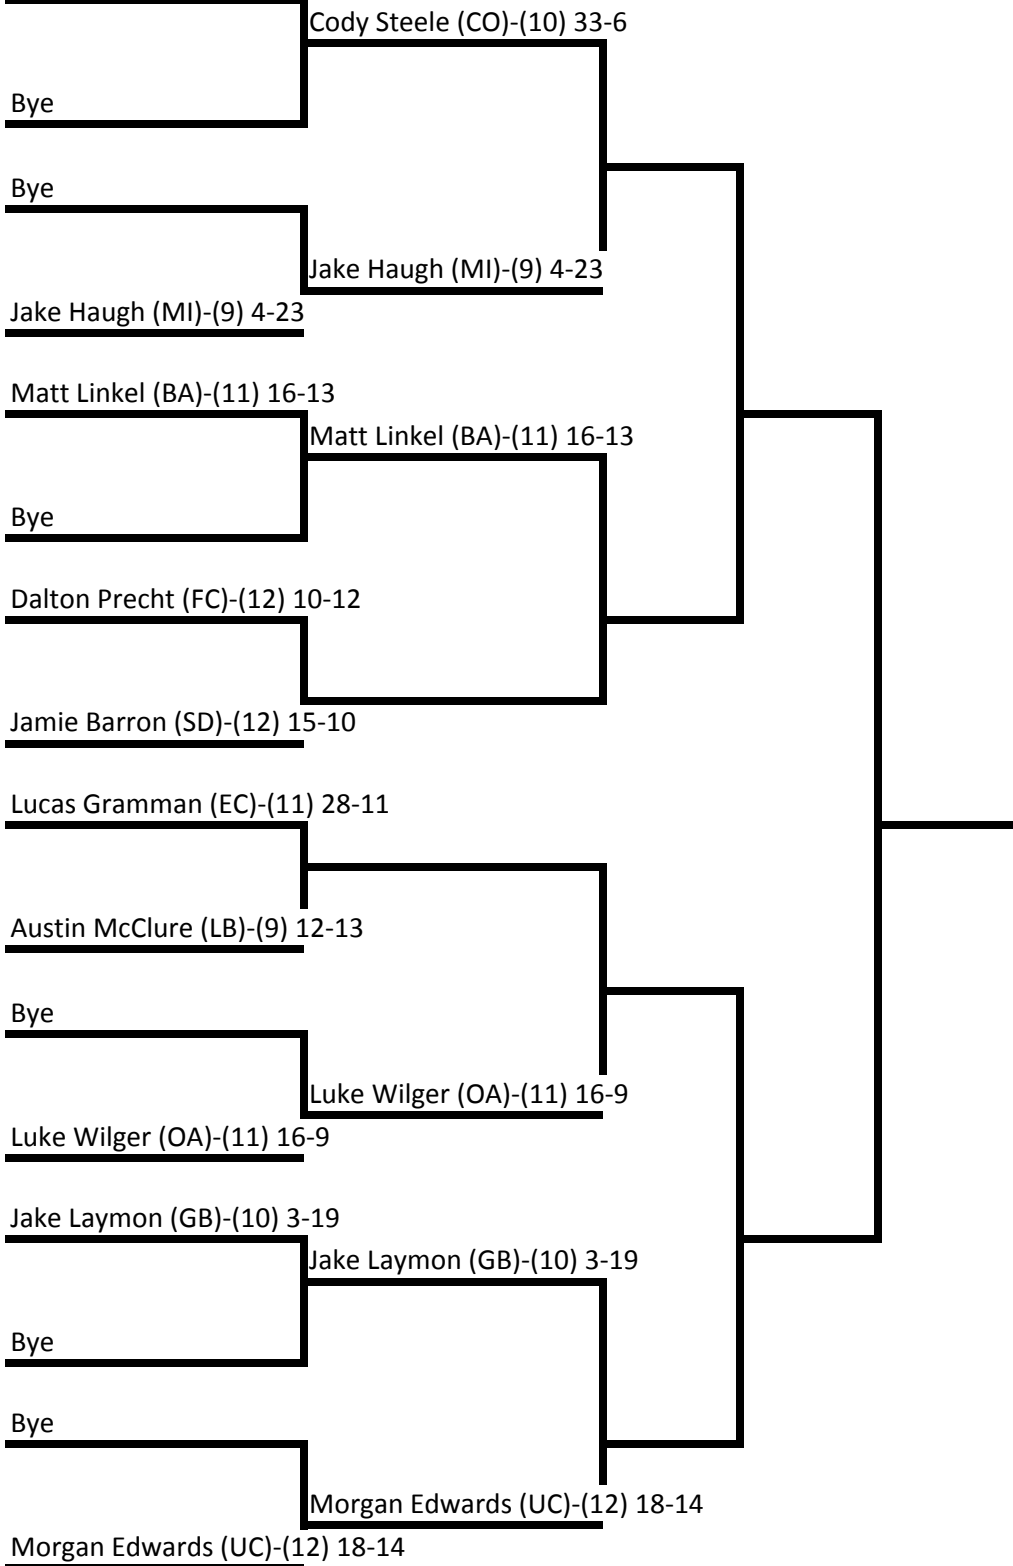 Cody Steele (CO)-(10) 33-6
Bye
Bye
Jake Haugh (MI)-(9) 4-23
Jake Haugh (MI)-(9) 4-23
Matt Linkel (BA)-(11) 16-13
Matt Linkel (BA)-(11) 16-13
Bye
Dalton Precht (FC)-(12) 10-12
Jamie Barron (SD)-(12) 15-10
Lucas Gramman (EC)-(11) 28-11
Austin McClure (LB)-(9) 12-13
Bye
Luke Wilger (OA)-(11) 16-9
Luke Wilger (OA)-(11) 16-9
Jake Laymon (GB)-(10) 3-19
Jake Laymon (GB)-(10) 3-19
Bye
Bye
Morgan Edwards (UC)-(12) 18-14
Morgan Edwards (UC)-(12) 18-14